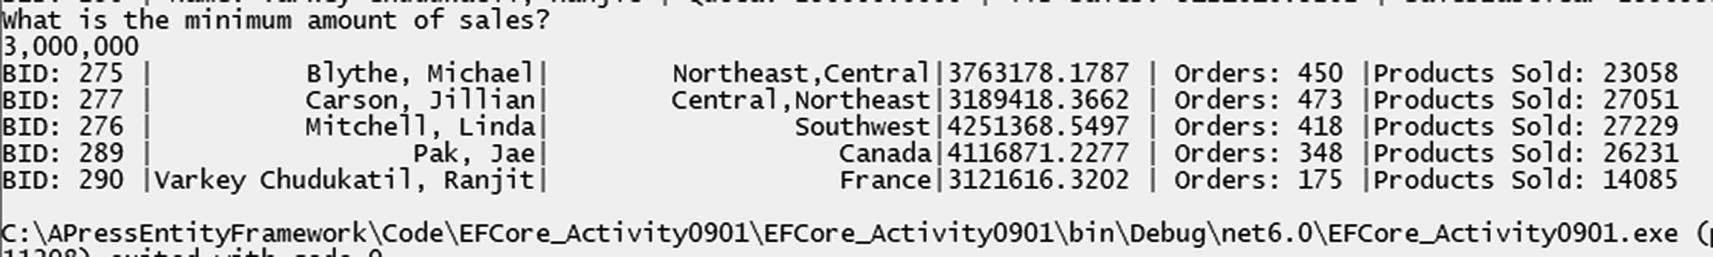 What is the minimum amount of sales?
3,000,000
BID: 275 |            Blythe, Michael|          Northeast,Central|3763178.1787 | Orders: 450 |Products Sold: 23058
BID: 277 |            Carson, Jillian|          Central,Northeast|3189418.3662 | Orders: 473 |Products Sold: 27051
BID: 276 |            Mitchell, Linda|                  Southwest|4251368.5497 | Orders: 418 |Products Sold: 27229
BID: 289 |                   Pak, Jae|                     Canada|4116871.2277 | Orders: 348 |Products Sold: 26231
BID: 290 |Varkey Chudukatil, Ranjit|                     France|3121616.3202 | Orders: 175 |Products Sold: 14085
C:\APressEntityFramework\Code\EFCore_Activity0901\EFCore_Activity0901\bin\Debug\net6.0\EFCore_Activity0901.exe (p
exited with code 0